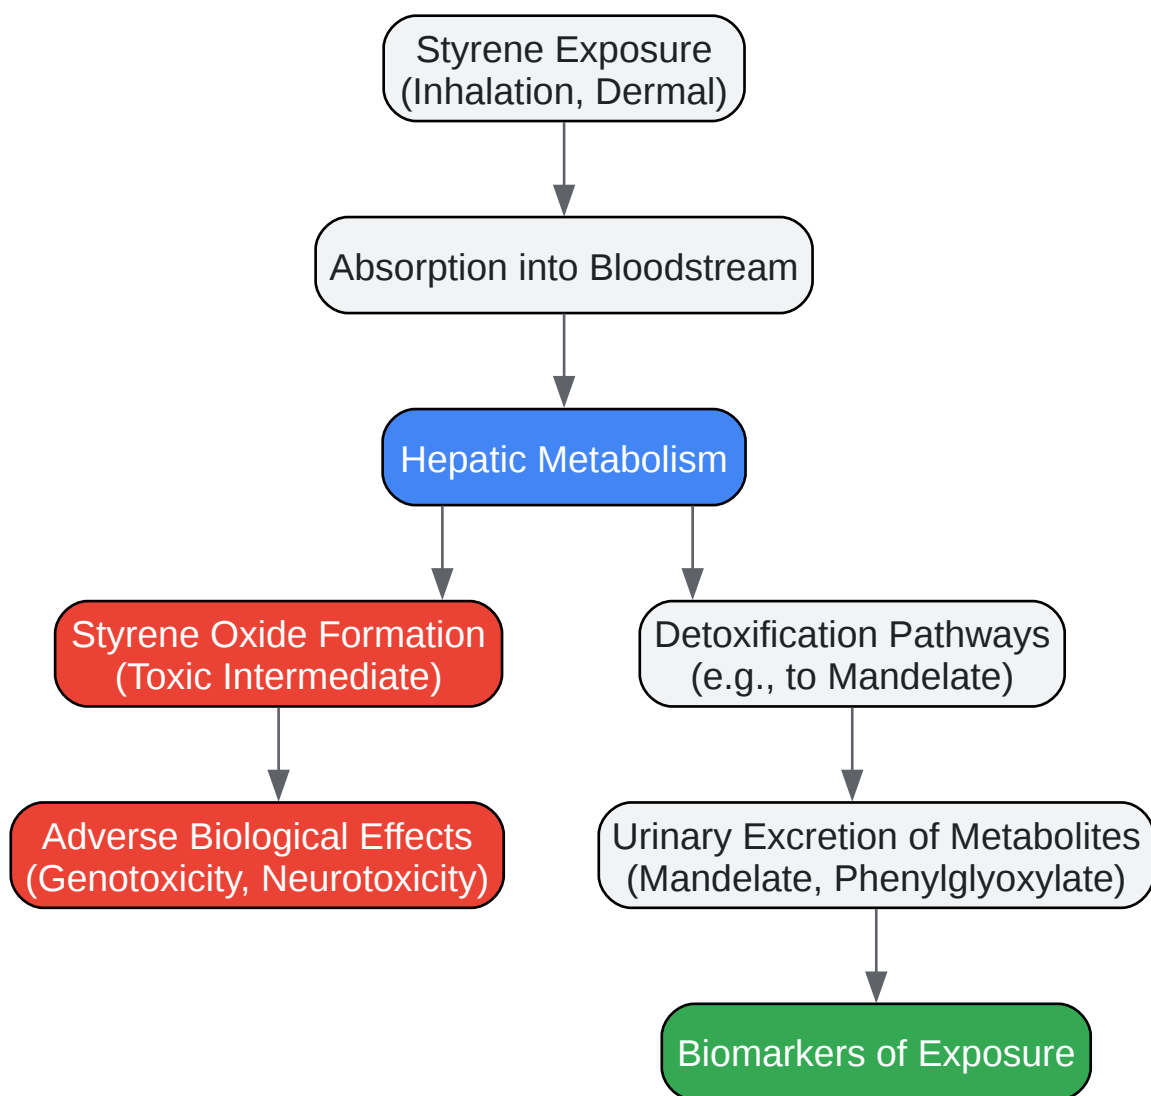 Styrene Exposure
(Inhalation, Dermal)
Absorption into Bloodstream
Hepatic Metabolism
Styrene Oxide Formation
(Toxic Intermediate)
Detoxification Pathways
(e.g., to Mandelate)
Adverse Biological Effects
(Genotoxicity, Neurotoxicity)
Urinary Excretion of Metabolites
(Mandelate, Phenylglyoxylate)
Biomarkers of Exposure